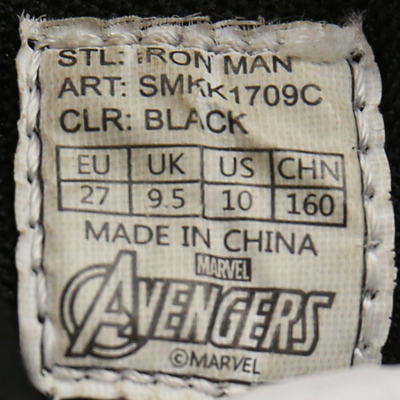 STL: IRON MAN
ART: SMKK1709C
CLR: BLACK
EU UK US CHN
27 9.5 10 160
MADE IN CHINA
MARVEL
AVENGERS
©MARVEL